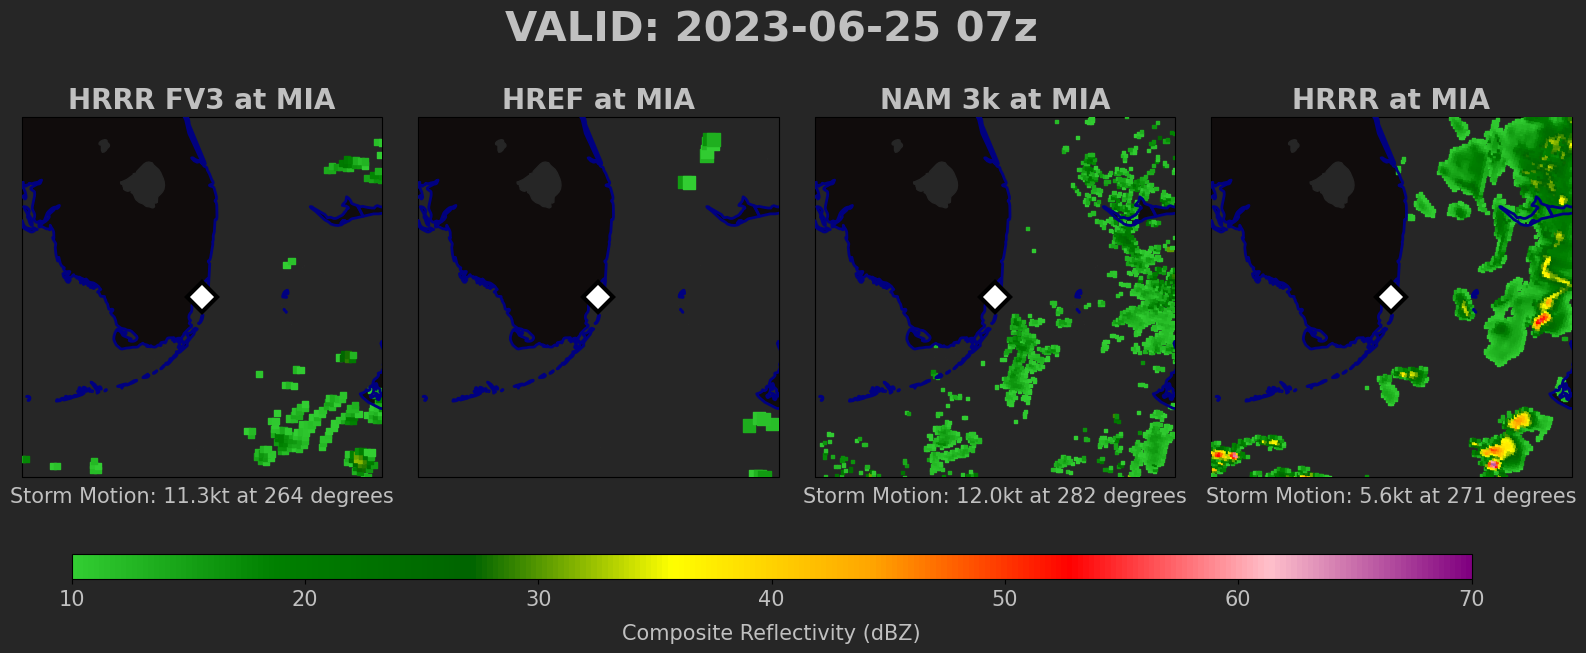 VALID: 2023-06-25 07z
HRRR FV3 at MIA
HREF at MIA
NAM 3k at MIA
HRRR at MIA
Storm Motion: 11.3kt at 264 degrees
Storm Motion: 12.0kt at 282 degrees
Storm Motion: 5.6kt at 271 degrees
10 20 30 40 50 60 70
Composite Reflectivity (dBZ)